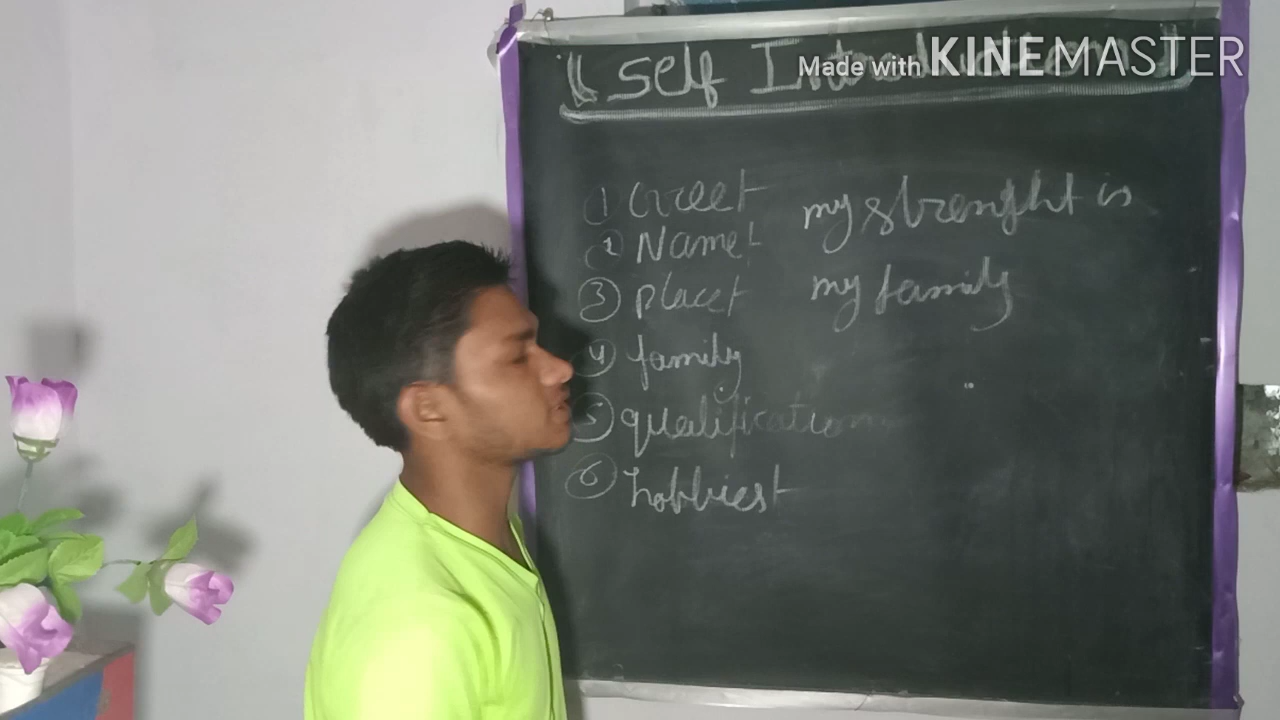 Self Introduction
Made with KINEMASTER
① Greet
② Name
③ place
④ family
⑤ qualification
⑥ hobbies
my strenght is
my family